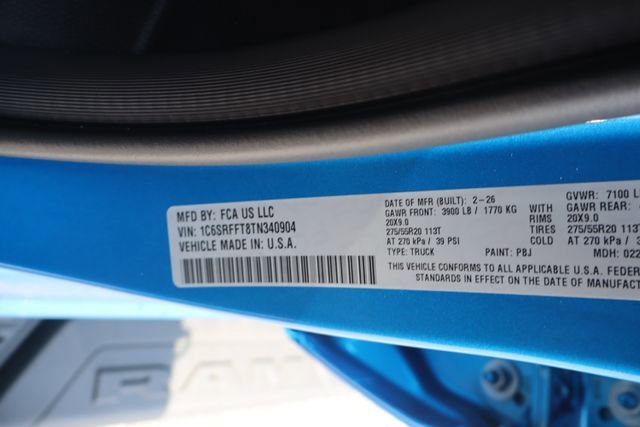 MFD BY: FCA US LLC
VIN: 1C6SRFFT8TN340904
VEHICLE MADE IN U.S.A.
DATE OF MFR (BUILT): 2-26 GVWR: 7100 L
GAWR FRONT: 3900 LB / 1770 KG WITH GAWR REAR:
20X9.0 RIMS 20X9.0
275/55R20 113T TIRES 275/55R20 113T
AT 270 kPa / 39 PSI COLD AT 270 kPa /
TYPE: TRUCK PAINT: PBJ MDH: 022
THIS VEHICLE CONFORMS TO ALL APPLICABLE U.S.A. FEDER
STANDARDS IN EFFECT ON THE DATE OF MANUFACT
RAM